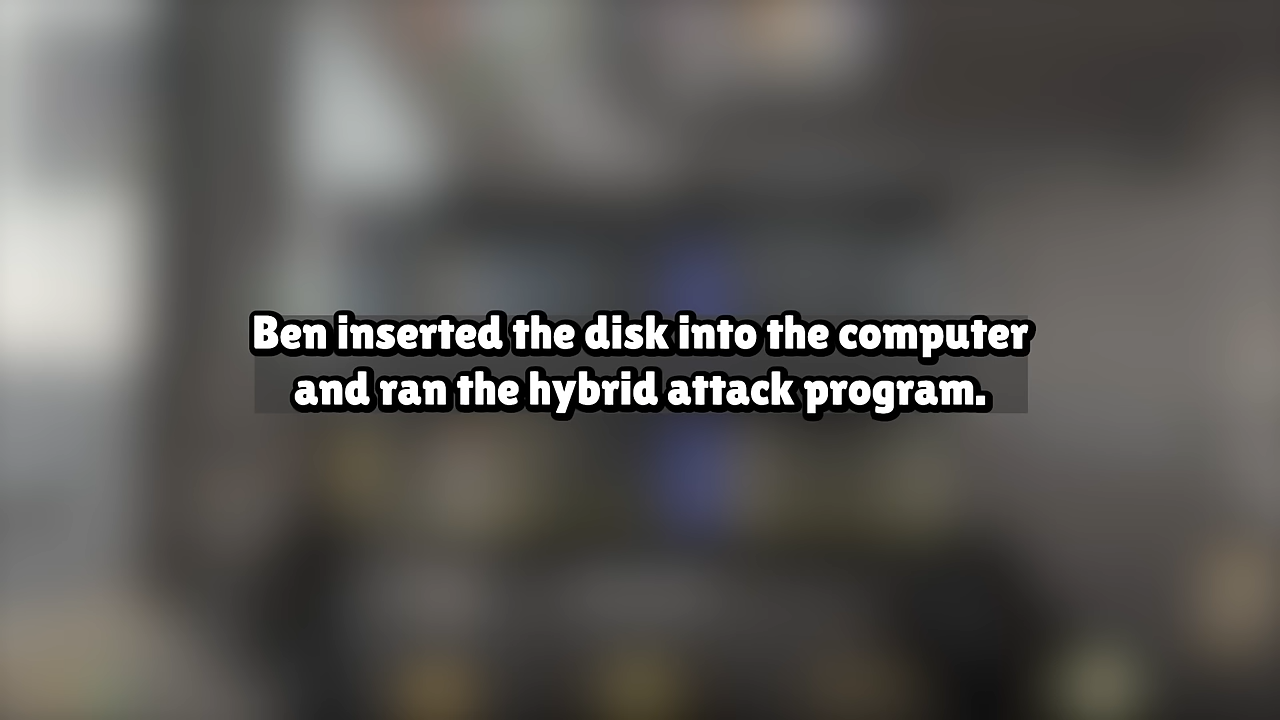 Ben inserted the disk into the computer
and ran the hybrid attack program.